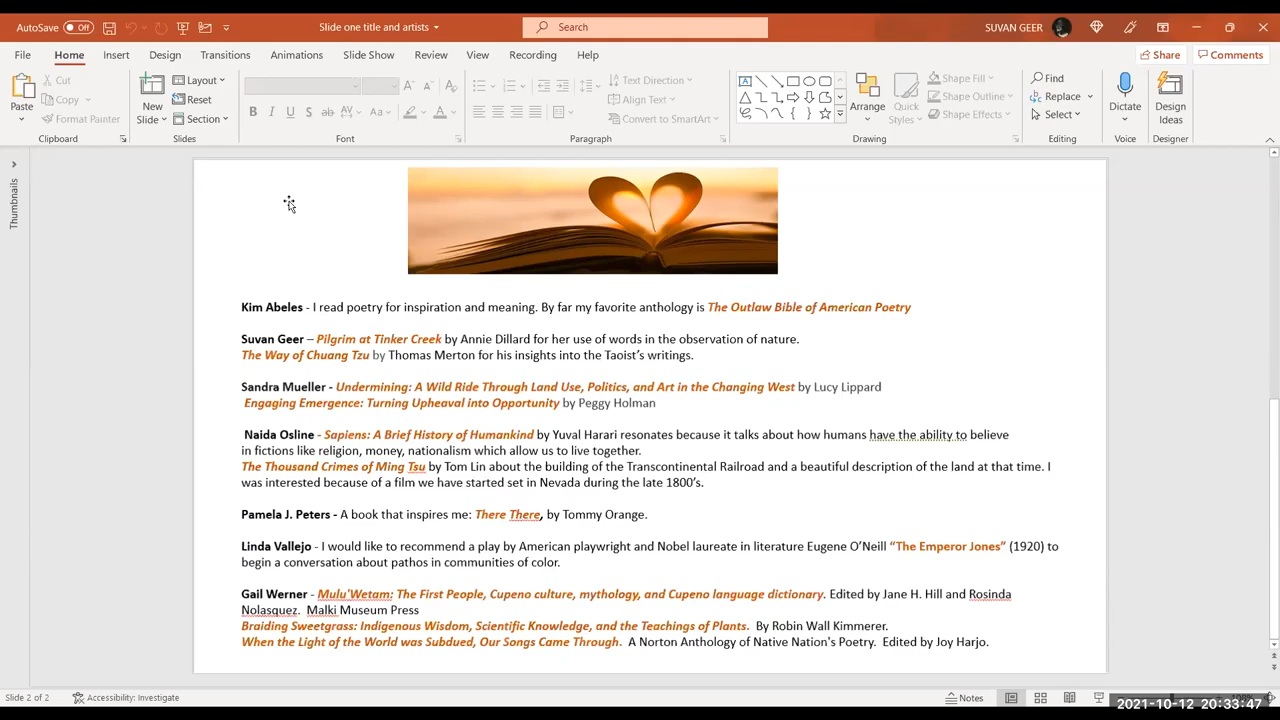 AutoSave Off Slide one title and artists Search SUVAN GEER
File Home Insert Design Transitions Animations Slide Show Review View Recording Help Share Comments
Paste Cut Copy Format Painter Clipboard
New Slide Layout Reset Section Slides
B I U S ab AV Aa A Font
Text Direction Align Text Convert to SmartArt Paragraph
Arrange Quick Styles Shape Fill Shape Outline Shape Effects Drawing
Find Replace Select Editing
Dictate Voice
Design Ideas Designer
Thumbnails
Kim Abeles - I read poetry for inspiration and meaning. By far my favorite anthology is The Outlaw Bible of American Poetry
Suvan Geer – Pilgrim at Tinker Creek by Annie Dillard for her use of words in the observation of nature.
The Way of Chuang Tzu by Thomas Merton for his insights into the Taoist's writings.
Sandra Mueller - Undermining: A Wild Ride Through Land Use, Politics, and Art in the Changing West by Lucy Lippard
Engaging Emergence: Turning Upheaval into Opportunity by Peggy Holman
Naida Osline - Sapiens: A Brief History of Humankind by Yuval Harari resonates because it talks about how humans have the ability to believe
in fictions like religion, money, nationalism which allow us to live together.
The Thousand Crimes of Ming Tsu by Tom Lin about the building of the Transcontinental Railroad and a beautiful description of the land at that time. I
was interested because of a film we have started set in Nevada during the late 1800's.
Pamela J. Peters - A book that inspires me: There There, by Tommy Orange.
Linda Vallejo - I would like to recommend a play by American playwright and Nobel laureate in literature Eugene O'Neill “The Emperor Jones” (1920) to
begin a conversation about pathos in communities of color.
Gail Werner - Mulu'Wetam: The First People, Cupeno culture, mythology, and Cupeno language dictionary. Edited by Jane H. Hill and Rosinda
Nolasquez. Malki Museum Press
Braiding Sweetgrass: Indigenous Wisdom, Scientific Knowledge, and the Teachings of Plants. By Robin Wall Kimmerer.
When the Light of the World was Subdued, Our Songs Came Through. A Norton Anthology of Native Nation's Poetry. Edited by Joy Harjo.
Slide 2 of 2 Accessibility: Investigate Notes
2021-10-12 20:33:47